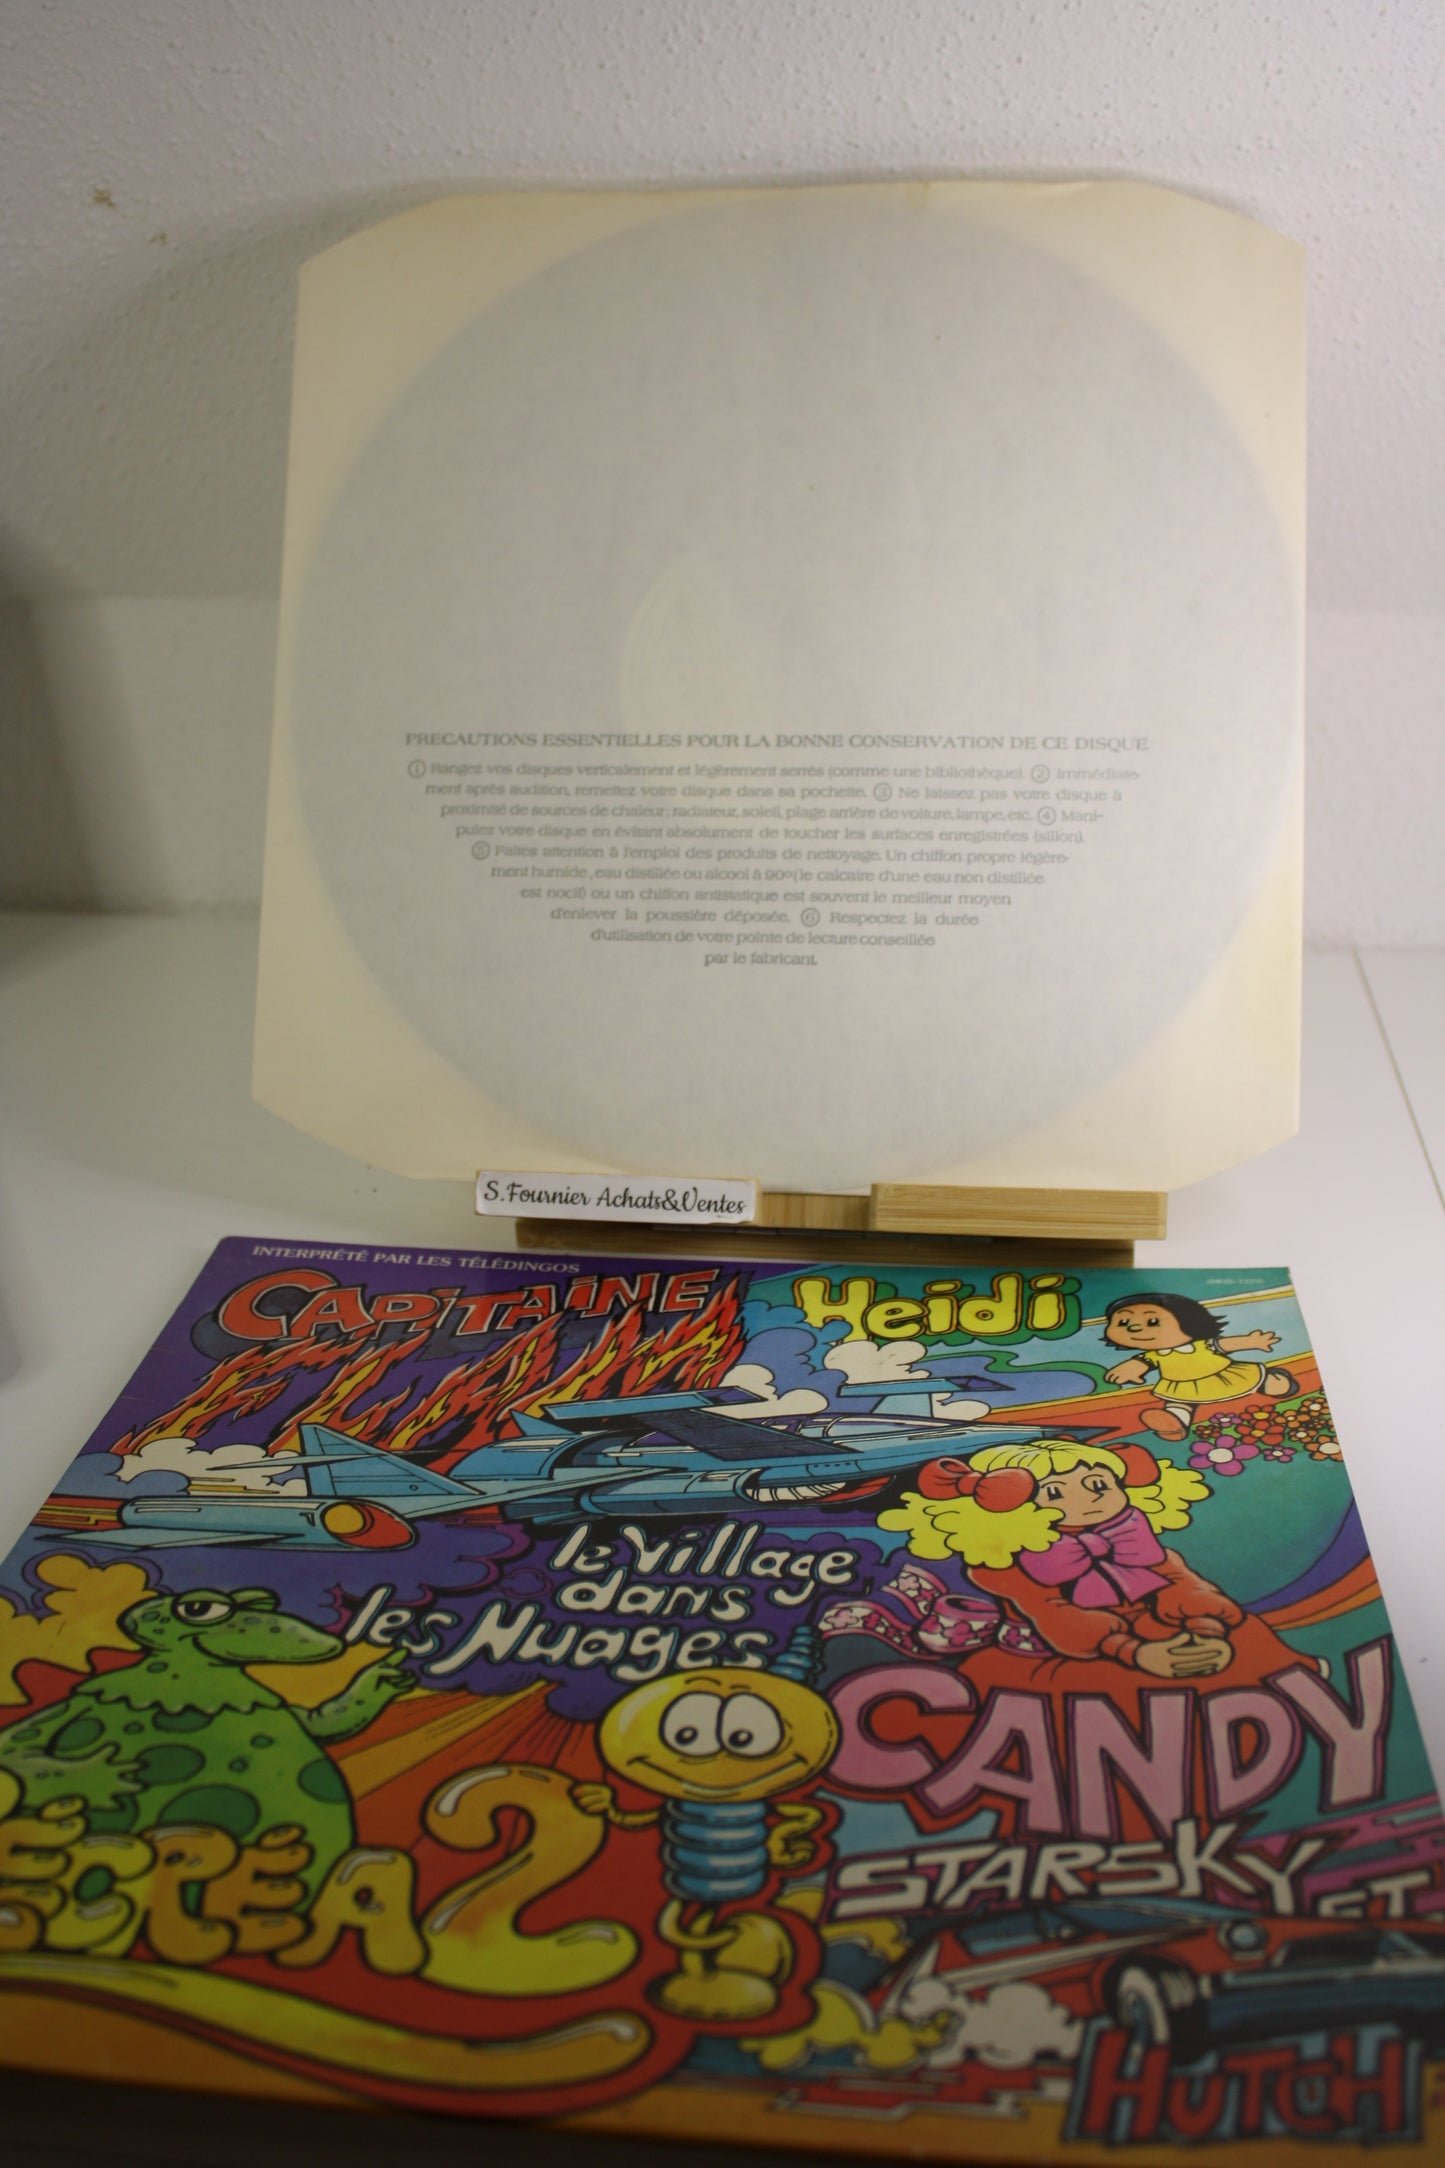 PRECAUTIONS ESSENTIELLES POUR LA BONNE CONSERVATION DE CE DISQUE
① Rangez vos disques verticalement et légèrement serrés (comme une bibliothèque). ② Immédiate-
ment après audition, remettez votre disque dans sa pochette. ③ Ne laissez pas votre disque à
proximité de sources de chaleur: radiateur, soleil, plage arrière de voiture, lampe, etc. ④ Mani-
pulez votre disque en évitant absolument de toucher les surfaces enregistrées (sillon).
⑤ Faites attention à l'emploi des produits de nettoyage. Un chiffon propre légère-
ment humide, eau distillée ou alcool à 90º (le calcaire d'une eau non distillée
est nocif) ou un chiffon antistatique est souvent le meilleur moyen
d'enlever la poussière déposée. ⑥ Respectez la durée
d'utilisation de votre pointe de lecture conseillée
par le fabricant.
S.Fournier Achats&Ventes
INTERPRÉTÉ PAR LES TÉLÉDINGOS
CAPITAINE
FLAM
Heidi
le Village
dans
les Nuages
CANDY
RÉCRÉA2
STARSKY ET
HUTCH